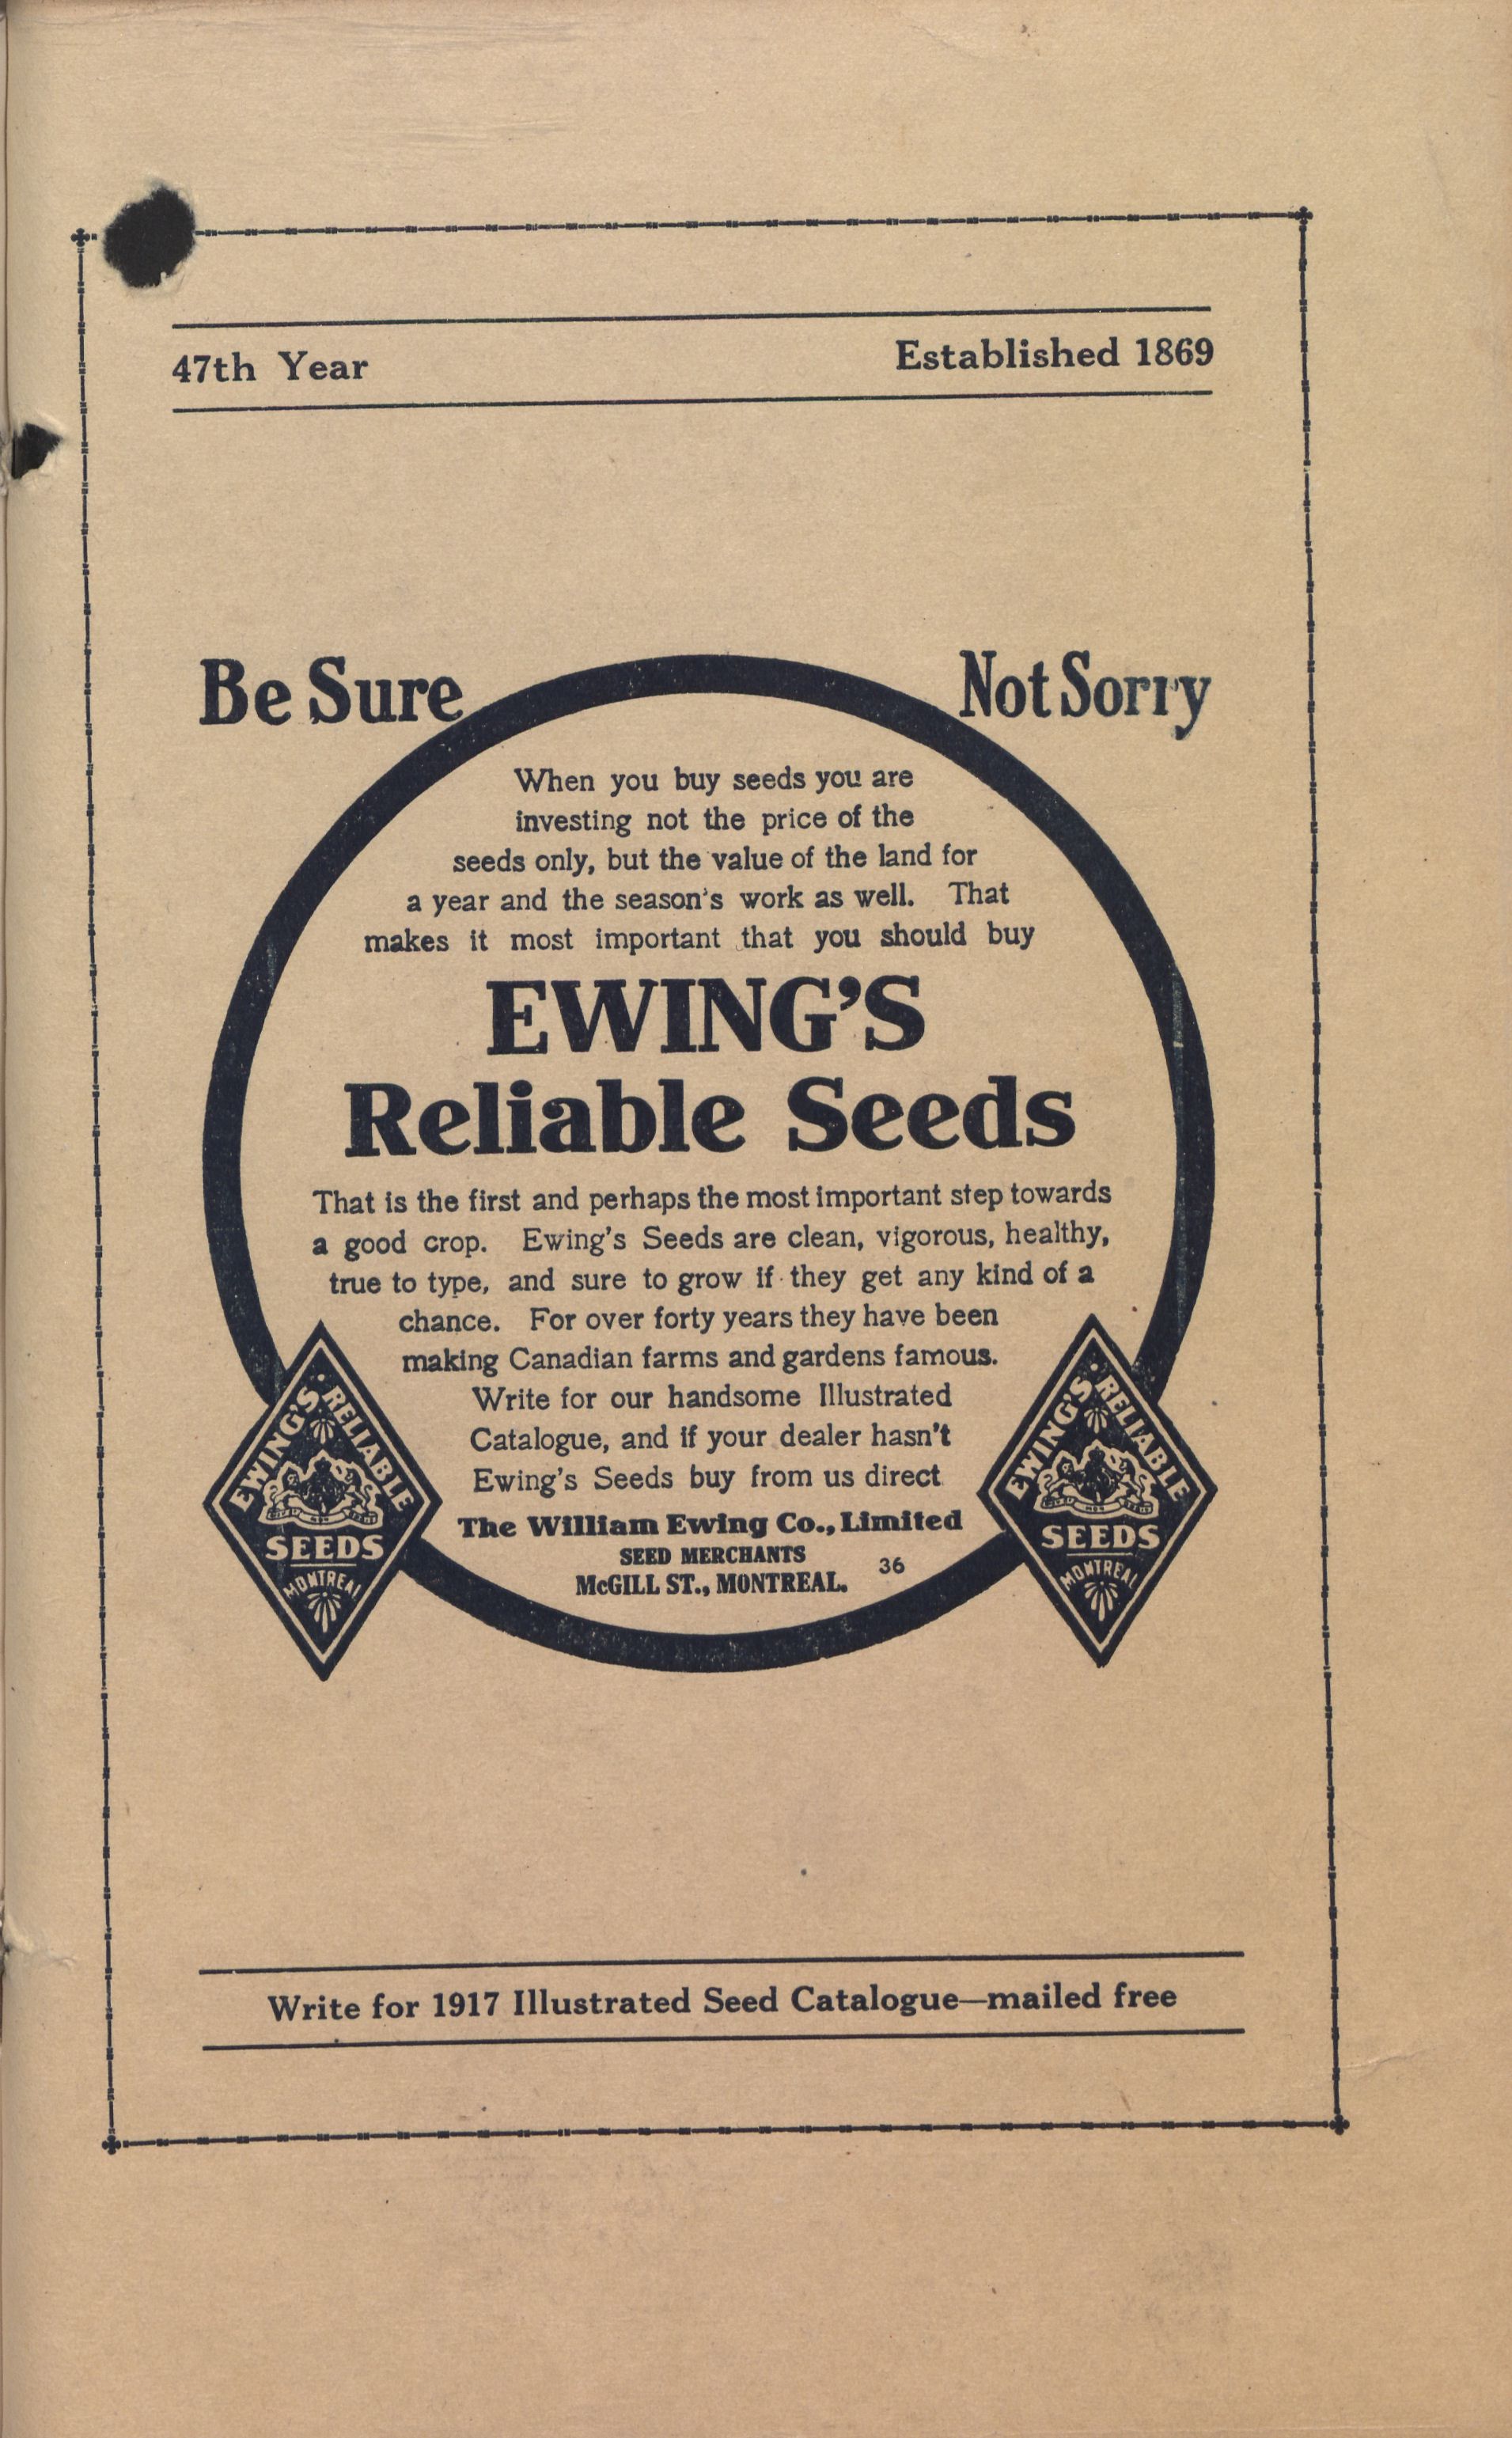 47th Year
Established 1869
Be Sure
Not Sorry
When you buy seeds you are
investing not the price of the
seeds only, but the value of the land for
a year and the season's work as well. That
makes it most important that you should buy
EWING'S
Reliable Seeds
That is the first and perhaps the most important step towards
a good crop. Ewing's Seeds are clean, vigorous, healthy,
true to type, and sure to grow if they get any kind of a
chance. For over forty years they have been
making Canadian farms and gardens famous.
Write for our handsome Illustrated
Catalogue, and if your dealer hasn't
Ewing's Seeds buy from us direct
The William Ewing Co., Limited
SEED MERCHANTS
McGILL ST., MONTREAL.
36
EWING'S RELIABLE
SEEDS
MONTREAL
EWING'S RELIABLE
SEEDS
MONTREAL
Write for 1917 Illustrated Seed Catalogue—mailed free